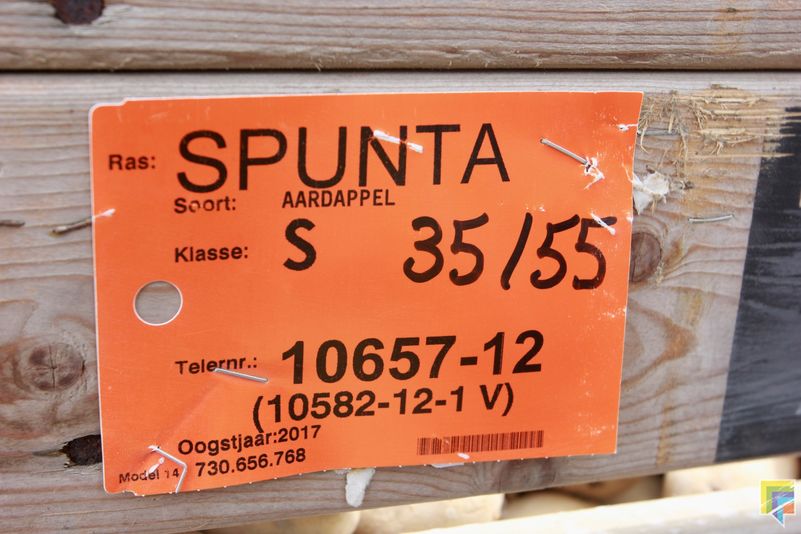 Ras: SPUNTA
Soort: AARDAPPEL
Klasse: S 35/55
Telernr.: 10657-12
(10582-12-1 V)
Oogstjaar:2017
Model 14 730.656.768